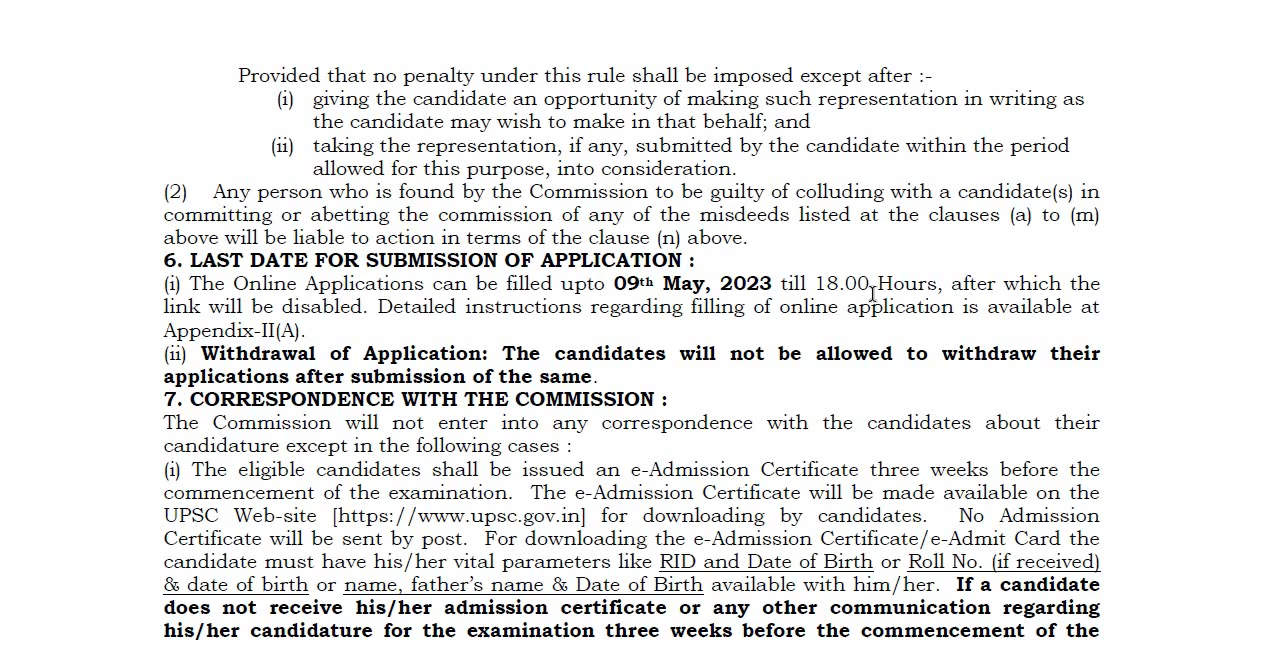 Provided that no penalty under this rule shall be imposed except after :-
(i) giving the candidate an opportunity of making such representation in writing as
the candidate may wish to make in that behalf; and
(ii) taking the representation, if any, submitted by the candidate within the period
allowed for this purpose, into consideration.
(2) Any person who is found by the Commission to be guilty of colluding with a candidate(s) in
committing or abetting the commission of any of the misdeeds listed at the clauses (a) to (m)
above will be liable to action in terms of the clause (n) above.
6. LAST DATE FOR SUBMISSION OF APPLICATION :
(i) The Online Applications can be filled upto 09th May, 2023 till 18.00 Hours, after which the
link will be disabled. Detailed instructions regarding filling of online application is available at
Appendix-II(A).
(ii) Withdrawal of Application: The candidates will not be allowed to withdraw their
applications after submission of the same.
7. CORRESPONDENCE WITH THE COMMISSION :
The Commission will not enter into any correspondence with the candidates about their
candidature except in the following cases :
(i) The eligible candidates shall be issued an e-Admission Certificate three weeks before the
commencement of the examination. The e-Admission Certificate will be made available on the
UPSC Web-site [https://www.upsc.gov.in] for downloading by candidates. No Admission
Certificate will be sent by post. For downloading the e-Admission Certificate/e-Admit Card the
candidate must have his/her vital parameters like RID and Date of Birth or Roll No. (if received)
& date of birth or name, father's name & Date of Birth available with him/her. If a candidate
does not receive his/her admission certificate or any other communication regarding
his/her candidature for the examination three weeks before the commencement of the